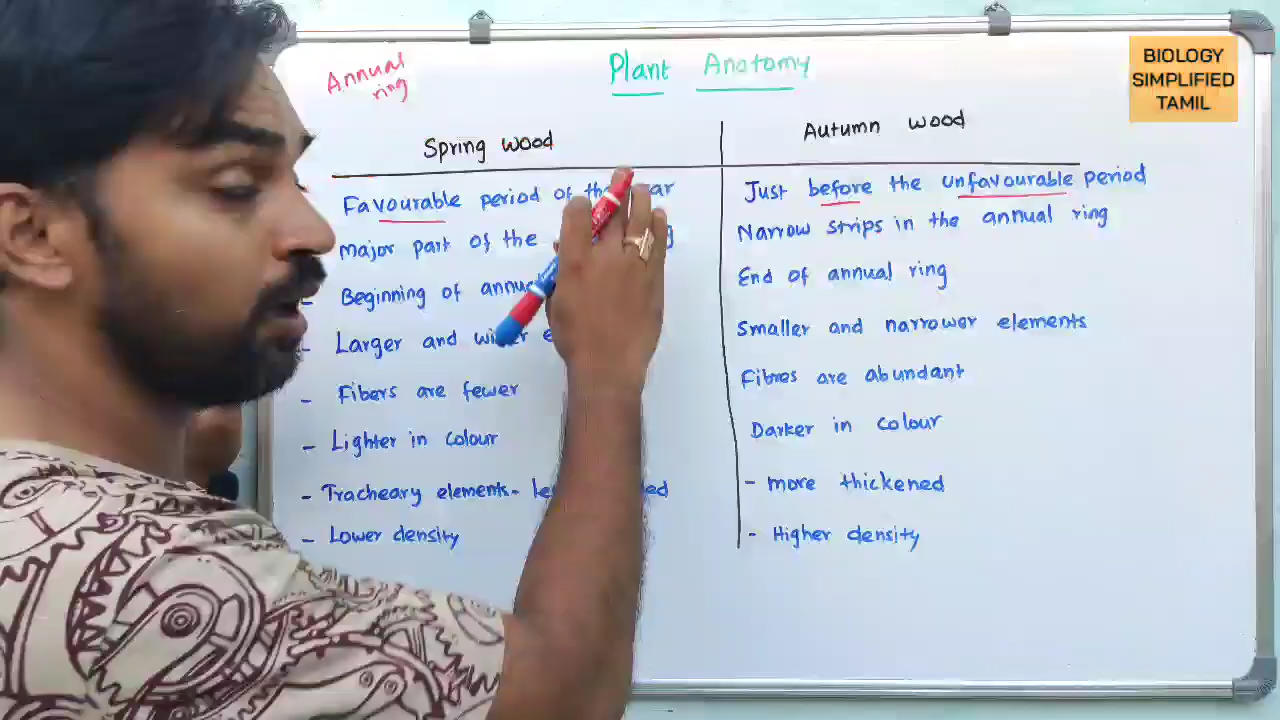 Annual
ring
Plant Anatomy
BIOLOGY
SIMPLIFIED
TAMIL
Spring wood
Autumn wood
Favourable period of the
Just before the unfavourable period
Major part of the
Narrow strips in the annual ring
- Beginning of
End of annual ring
- Larger and
Smaller and narrower elements
- Fibers are fewer
Fibres are abundant
- Lighter in colour
Darker in colour
- Tracheary elements-
- more thickened
- Lower density
- Higher density